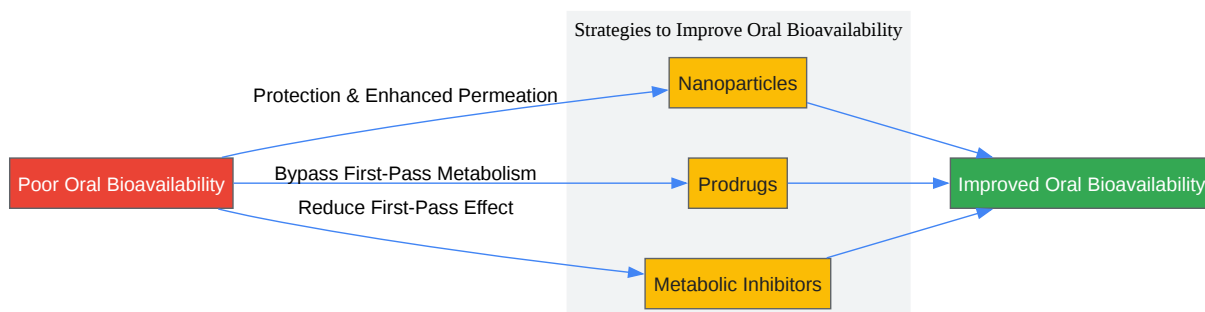 Strategies to Improve Oral Bioavailability
Nanoparticles
Protection & Enhanced Permeation
Poor Oral Bioavailability
Bypass First-Pass Metabolism
Prodrugs
Improved Oral Bioavailability
Reduce First-Pass Effect
Metabolic Inhibitors